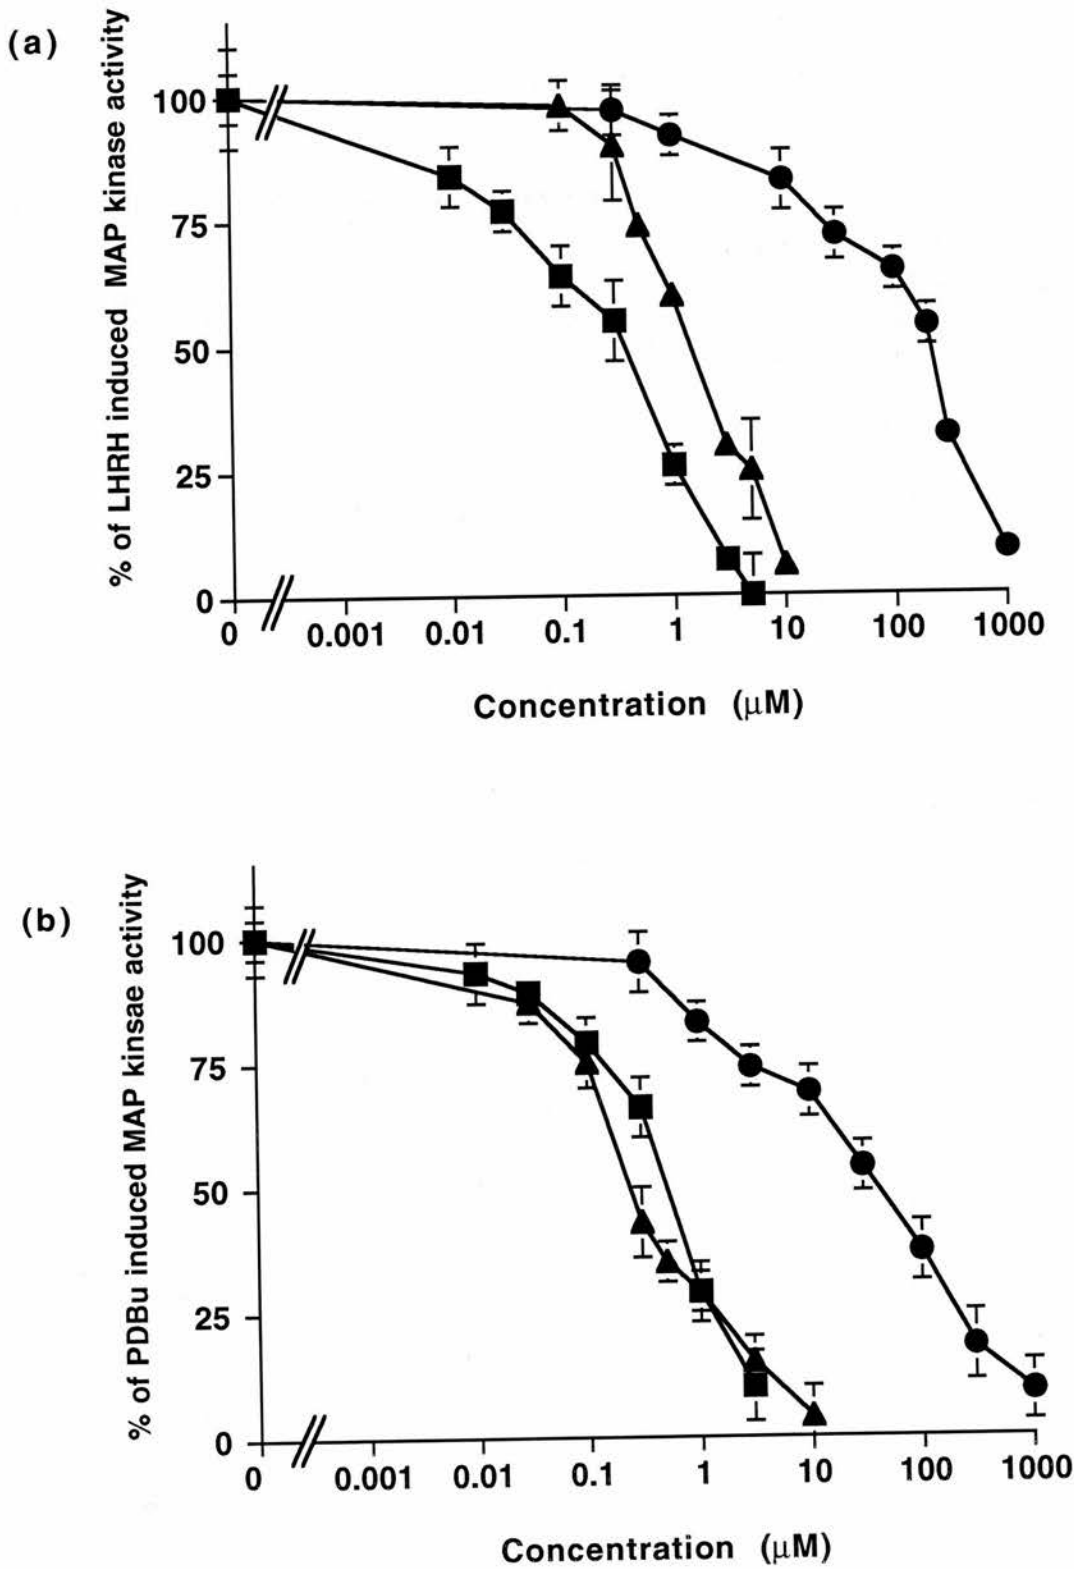 (a)
% of LHRH induced MAP kinase activity
100
75
50
25
0
0 0.001 0.01 0.1 1 10 100 1000
Concentration (μM)
(b)
% of PDBu induced MAP kinsae activity
100
75
50
25
0
0 0.001 0.01 0.1 1 10 100 1000
Concentration (μM)